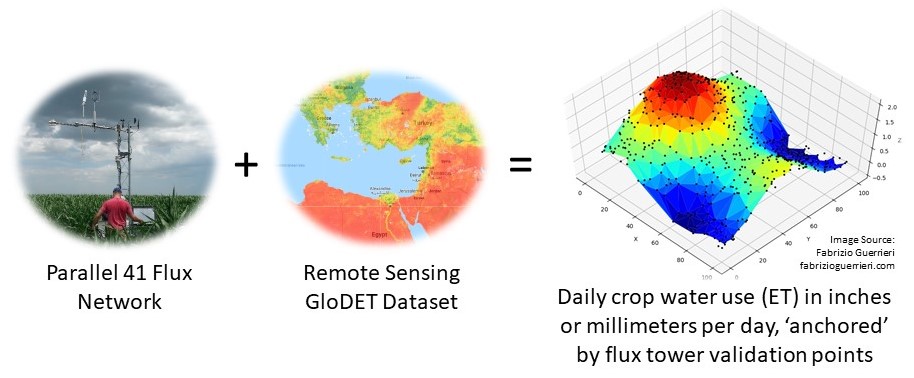 Parallel 41 Flux
Network
+
Turkey
Egypt
Remote Sensing
GloDET Dataset
=
2.0
1.5
1.0
0.5
0.0
-0.5
Z
0
20
40
60
80
100
X
0
20
40
60
80
100
Y
Image Source:
Fabrizio Guerrieri
fabrizioguerrieri.com
Daily crop water use (ET) in inches
or millimeters per day, ‘anchored’
by flux tower validation points